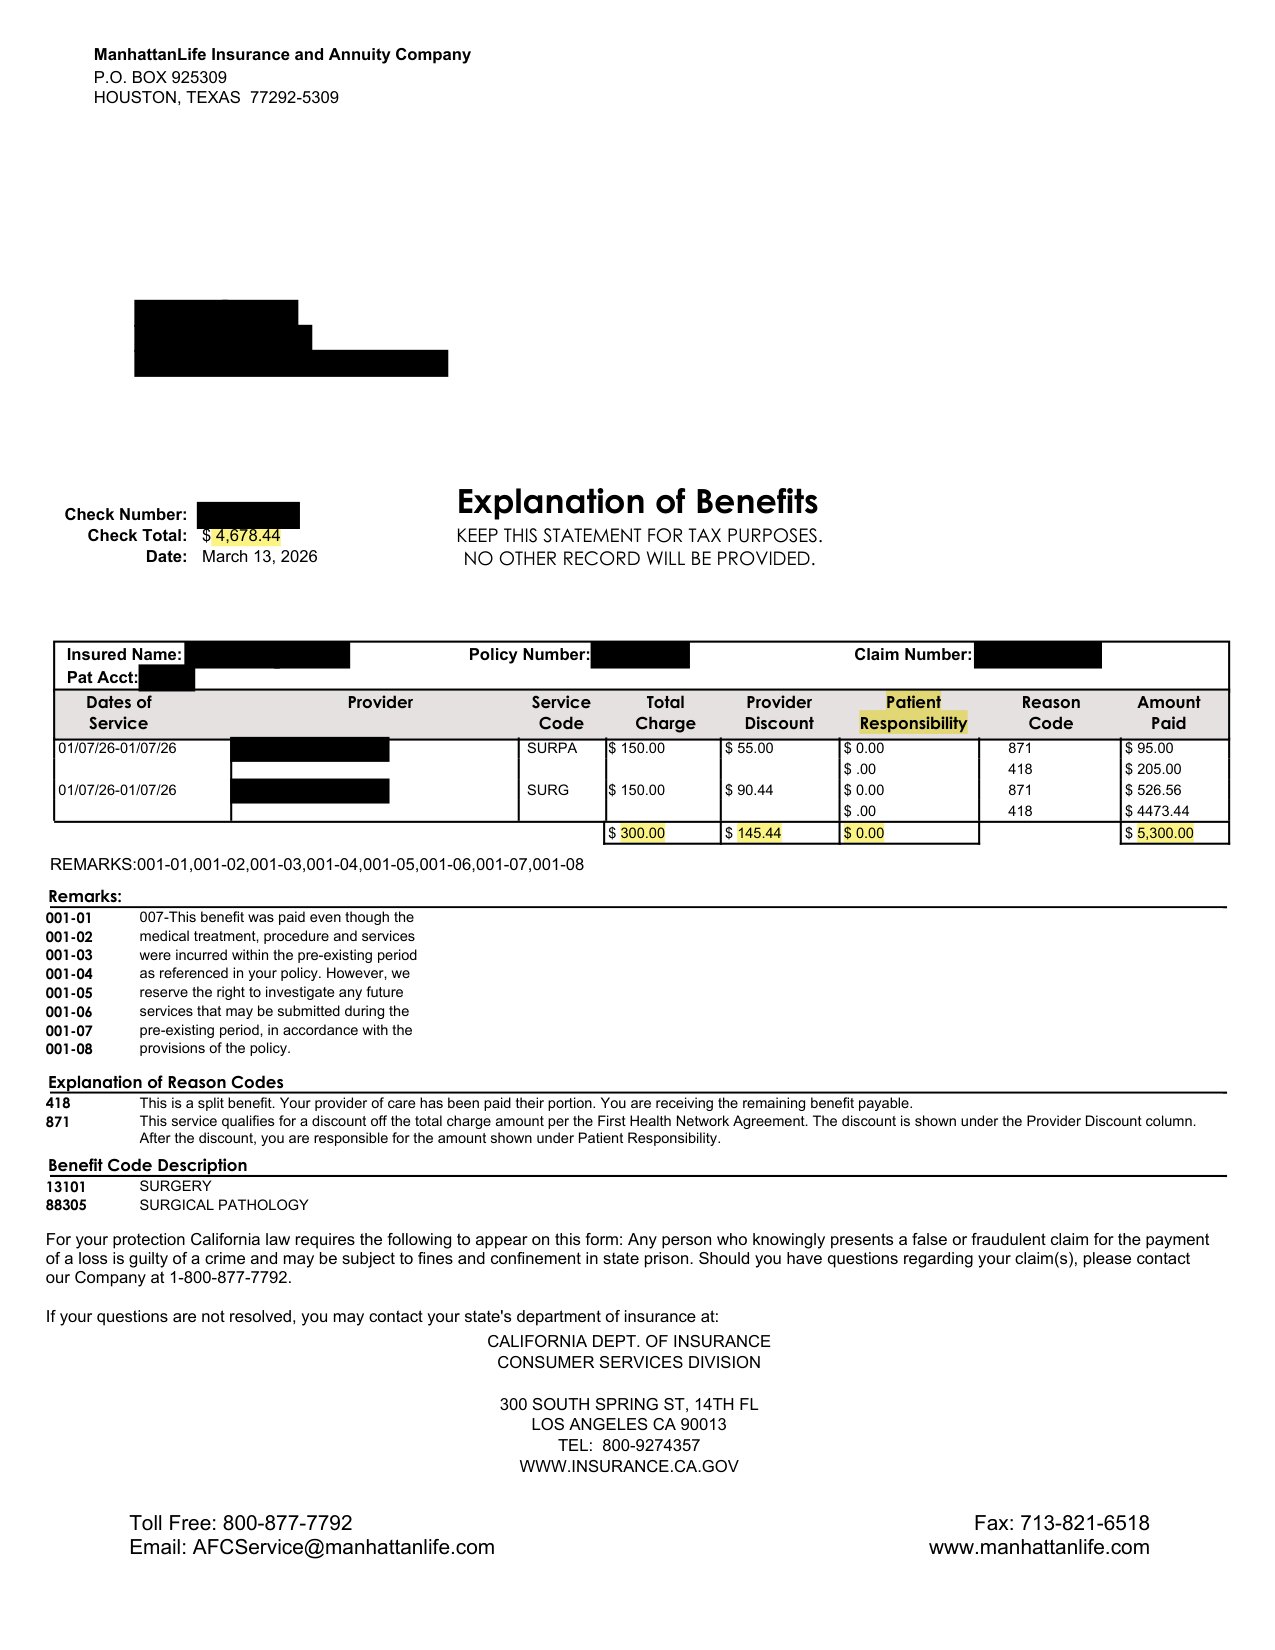 ManhattanLife Insurance and Annuity Company
P.O. BOX 925309
HOUSTON, TEXAS 77292-5309
Explanation of Benefits
KEEP THIS STATEMENT FOR TAX PURPOSES.
NO OTHER RECORD WILL BE PROVIDED.
Check Number:
Check Total: $ 4,678.44
Date: March 13, 2026
Insured Name: Policy Number: Claim Number:
Pat Acct:
Dates of Service Provider Service Code Total Charge Provider Discount Patient Responsibility Reason Code Amount Paid
01/07/26-01/07/26 SURPA $ 150.00 $ 55.00 $ 0.00 871 $ 95.00
$ .00 418 $ 205.00
01/07/26-01/07/26 SURG $ 150.00 $ 90.44 $ 0.00 871 $ 526.56
$ .00 418 $ 4473.44
$ 300.00 $ 145.44 $ 0.00 $ 5,300.00
REMARKS:001-01,001-02,001-03,001-04,001-05,001-06,001-07,001-08
Remarks:
001-01 007-This benefit was paid even though the
001-02 medical treatment, procedure and services
001-03 were incurred within the pre-existing period
001-04 as referenced in your policy. However, we
001-05 reserve the right to investigate any future
001-06 services that may be submitted during the
001-07 pre-existing period, in accordance with the
001-08 provisions of the policy.
Explanation of Reason Codes
418 This is a split benefit. Your provider of care has been paid their portion. You are receiving the remaining benefit payable.
871 This service qualifies for a discount off the total charge amount per the First Health Network Agreement. The discount is shown under the Provider Discount column.
After the discount, you are responsible for the amount shown under Patient Responsibility.
Benefit Code Description
13101 SURGERY
88305 SURGICAL PATHOLOGY
For your protection California law requires the following to appear on this form: Any person who knowingly presents a false or fraudulent claim for the payment
of a loss is guilty of a crime and may be subject to fines and confinement in state prison. Should you have questions regarding your claim(s), please contact
our Company at 1-800-877-7792.
If your questions are not resolved, you may contact your state's department of insurance at:
CALIFORNIA DEPT. OF INSURANCE
CONSUMER SERVICES DIVISION
300 SOUTH SPRING ST, 14TH FL
LOS ANGELES CA 90013
TEL: 800-9274357
WWW.INSURANCE.CA.GOV
Toll Free: 800-877-7792
Email: AFCService@manhattanlife.com
Fax: 713-821-6518
www.manhattanlife.com